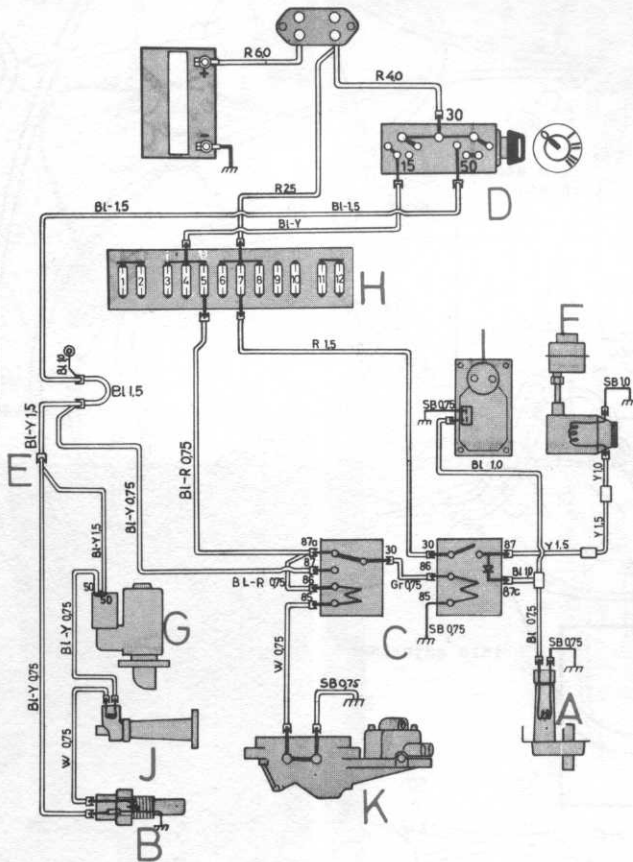 R 6,0
R 4,0
+
-
30
15
50
D
R 2,5
Bl-1,5
Bl-1,5
Bl-Y
1 2 3 4 5 6 7 8 9 10 11 12
H
F
Bl 1,5
R 1,5
SB 0,75
SB 1,0
Bl-Y 1,5
E
Bl 1,0
Y 1,0
Y 1,5
Bl-R 0,75
Bl-Y 0,75
Bl-Y 1,5
87a
87
86
85
30
Bl-R 0,75
Gr 0,75
30
86
85
87
87a
Y 1,5
Bl 1,0
C
SB 0,75
Bl 0,75
SB 0,75
A
50
50
G
Bl-Y 0,75
Bl-Y 0,75
W 0,75
W 0,75
SB 0,75
J
K
B